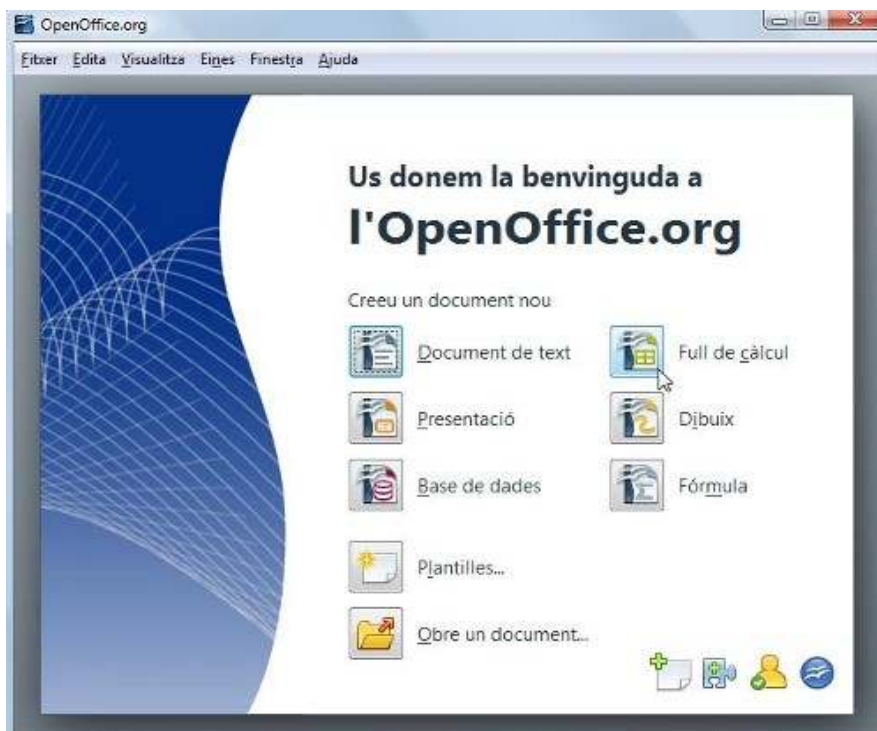 OpenOffice.org
Fitxer Edita Visualitza Eines Finestra Ajuda
Us donem la benvinguda a
l'OpenOffice.org
Creeu un document nou
Document de text
Full de càlcul
Presentació
Dibuix
Base de dades
Fórmula
Plantilles...
Obre un document...